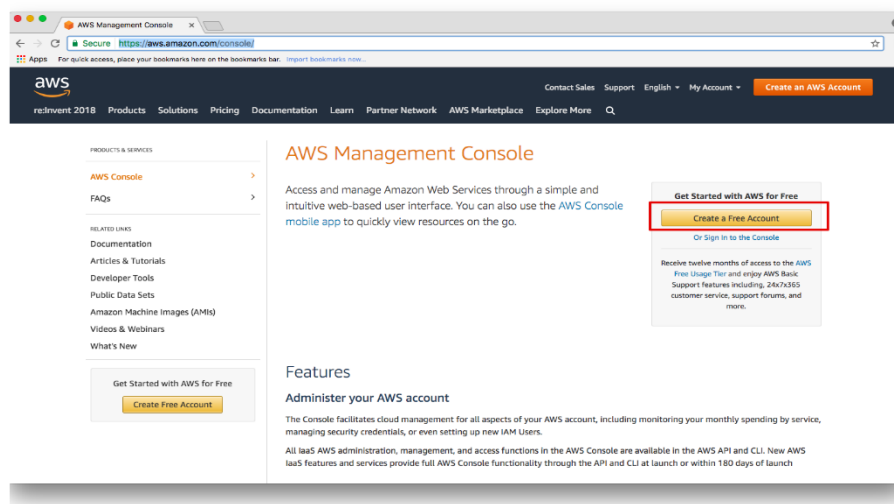 AWS Management Console
Secure https://aws.amazon.com/console/
Apps For quick access, place your bookmarks here on the bookmarks bar. Import bookmarks now...
aws
Contact Sales Support English My Account Create an AWS Account
re:Invent 2018 Products Solutions Pricing Documentation Learn Partner Network AWS Marketplace Explore More
PRODUCTS & SERVICES
AWS Console
FAQs
RELATED LINKS
Documentation
Articles & Tutorials
Developer Tools
Public Data Sets
Amazon Machine Images (AMIs)
Videos & Webinars
What's New
Get Started with AWS for Free
Create Free Account
AWS Management Console
Access and manage Amazon Web Services through a simple and
intuitive web-based user interface. You can also use the AWS Console
mobile app to quickly view resources on the go.
Get Started with AWS for Free
Create a Free Account
Or Sign In to the Console
Receive twelve months of access to the AWS
Free Usage Tier and enjoy AWS Basic
Support features including, 24x7x365
customer service, support forums, and
more.
Features
Administer your AWS account
The Console facilitates cloud management for all aspects of your AWS account, including monitoring your monthly spending by service,
managing security credentials, or even setting up new IAM Users.
All IaaS AWS administration, management, and access functions in the AWS Console are available in the AWS API and CLI. New AWS
IaaS features and services provide full AWS Console functionality through the API and CLI at launch or within 180 days of launch